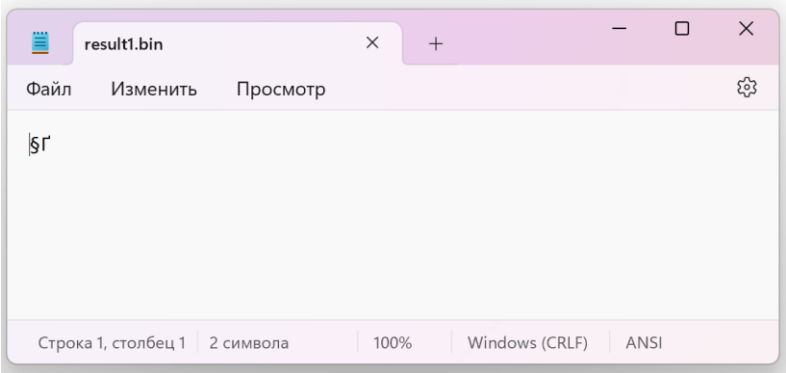 result1.bin
Файл Изменить Просмотр
§Ґ
Строка 1, столбец 1 2 символа 100% Windows (CRLF) ANSI